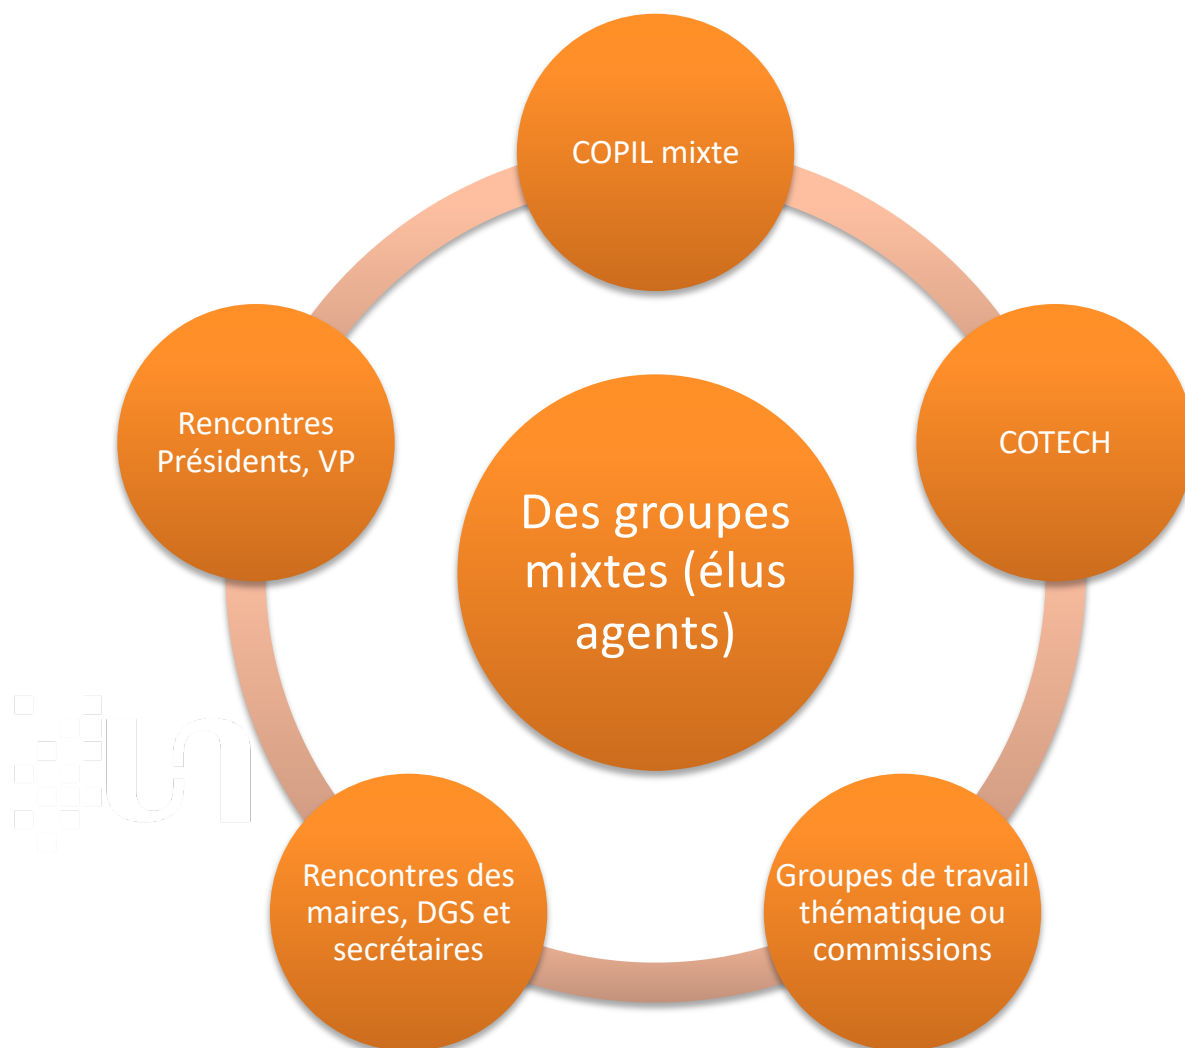 COPIL mixte
COTECH
Groupes de travail
thématique ou
commissions
Rencontres des
maires, DGS et
secrétaires
Rencontres
Présidents, VP
Des groupes
mixtes (élus
agents)